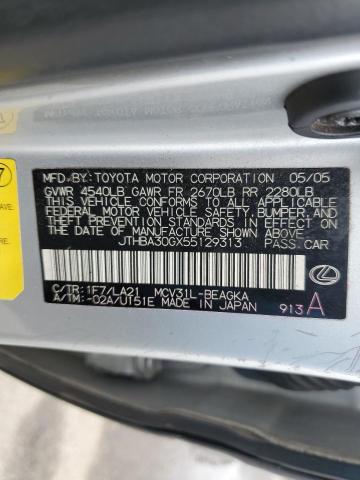 MFD. BY: TOYOTA MOTOR CORPORATION 05/05
GVWR 4540LB GAWR FR 2670LB RR 2280LB
THIS VEHICLE CONFORMS TO ALL APPLICABLE
FEDERAL MOTOR VEHICLE SAFETY, BUMPER, AND
THEFT PREVENTION STANDARDS IN EFFECT ON
THE DATE OF MANUFACTURE SHOWN ABOVE.
JTHBA30GX55129313 PASS. CAR
C/TR: 1F7/LA21 MCV31L-BEAGKA
A/TM: -02A/U151E MADE IN JAPAN
913 A
7